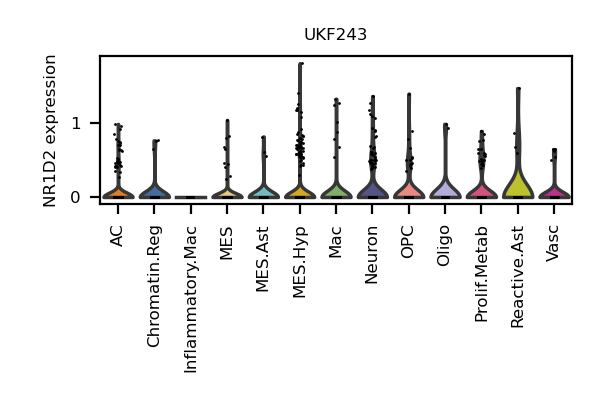 UKF243
NR1D2 expression
1
0
AC
Chromatin.Reg
Inflammatory.Mac
MES
MES.Ast
MES.Hyp
Mac
Neuron
OPC
Oligo
Prolif.Metab
Reactive.Ast
Vasc